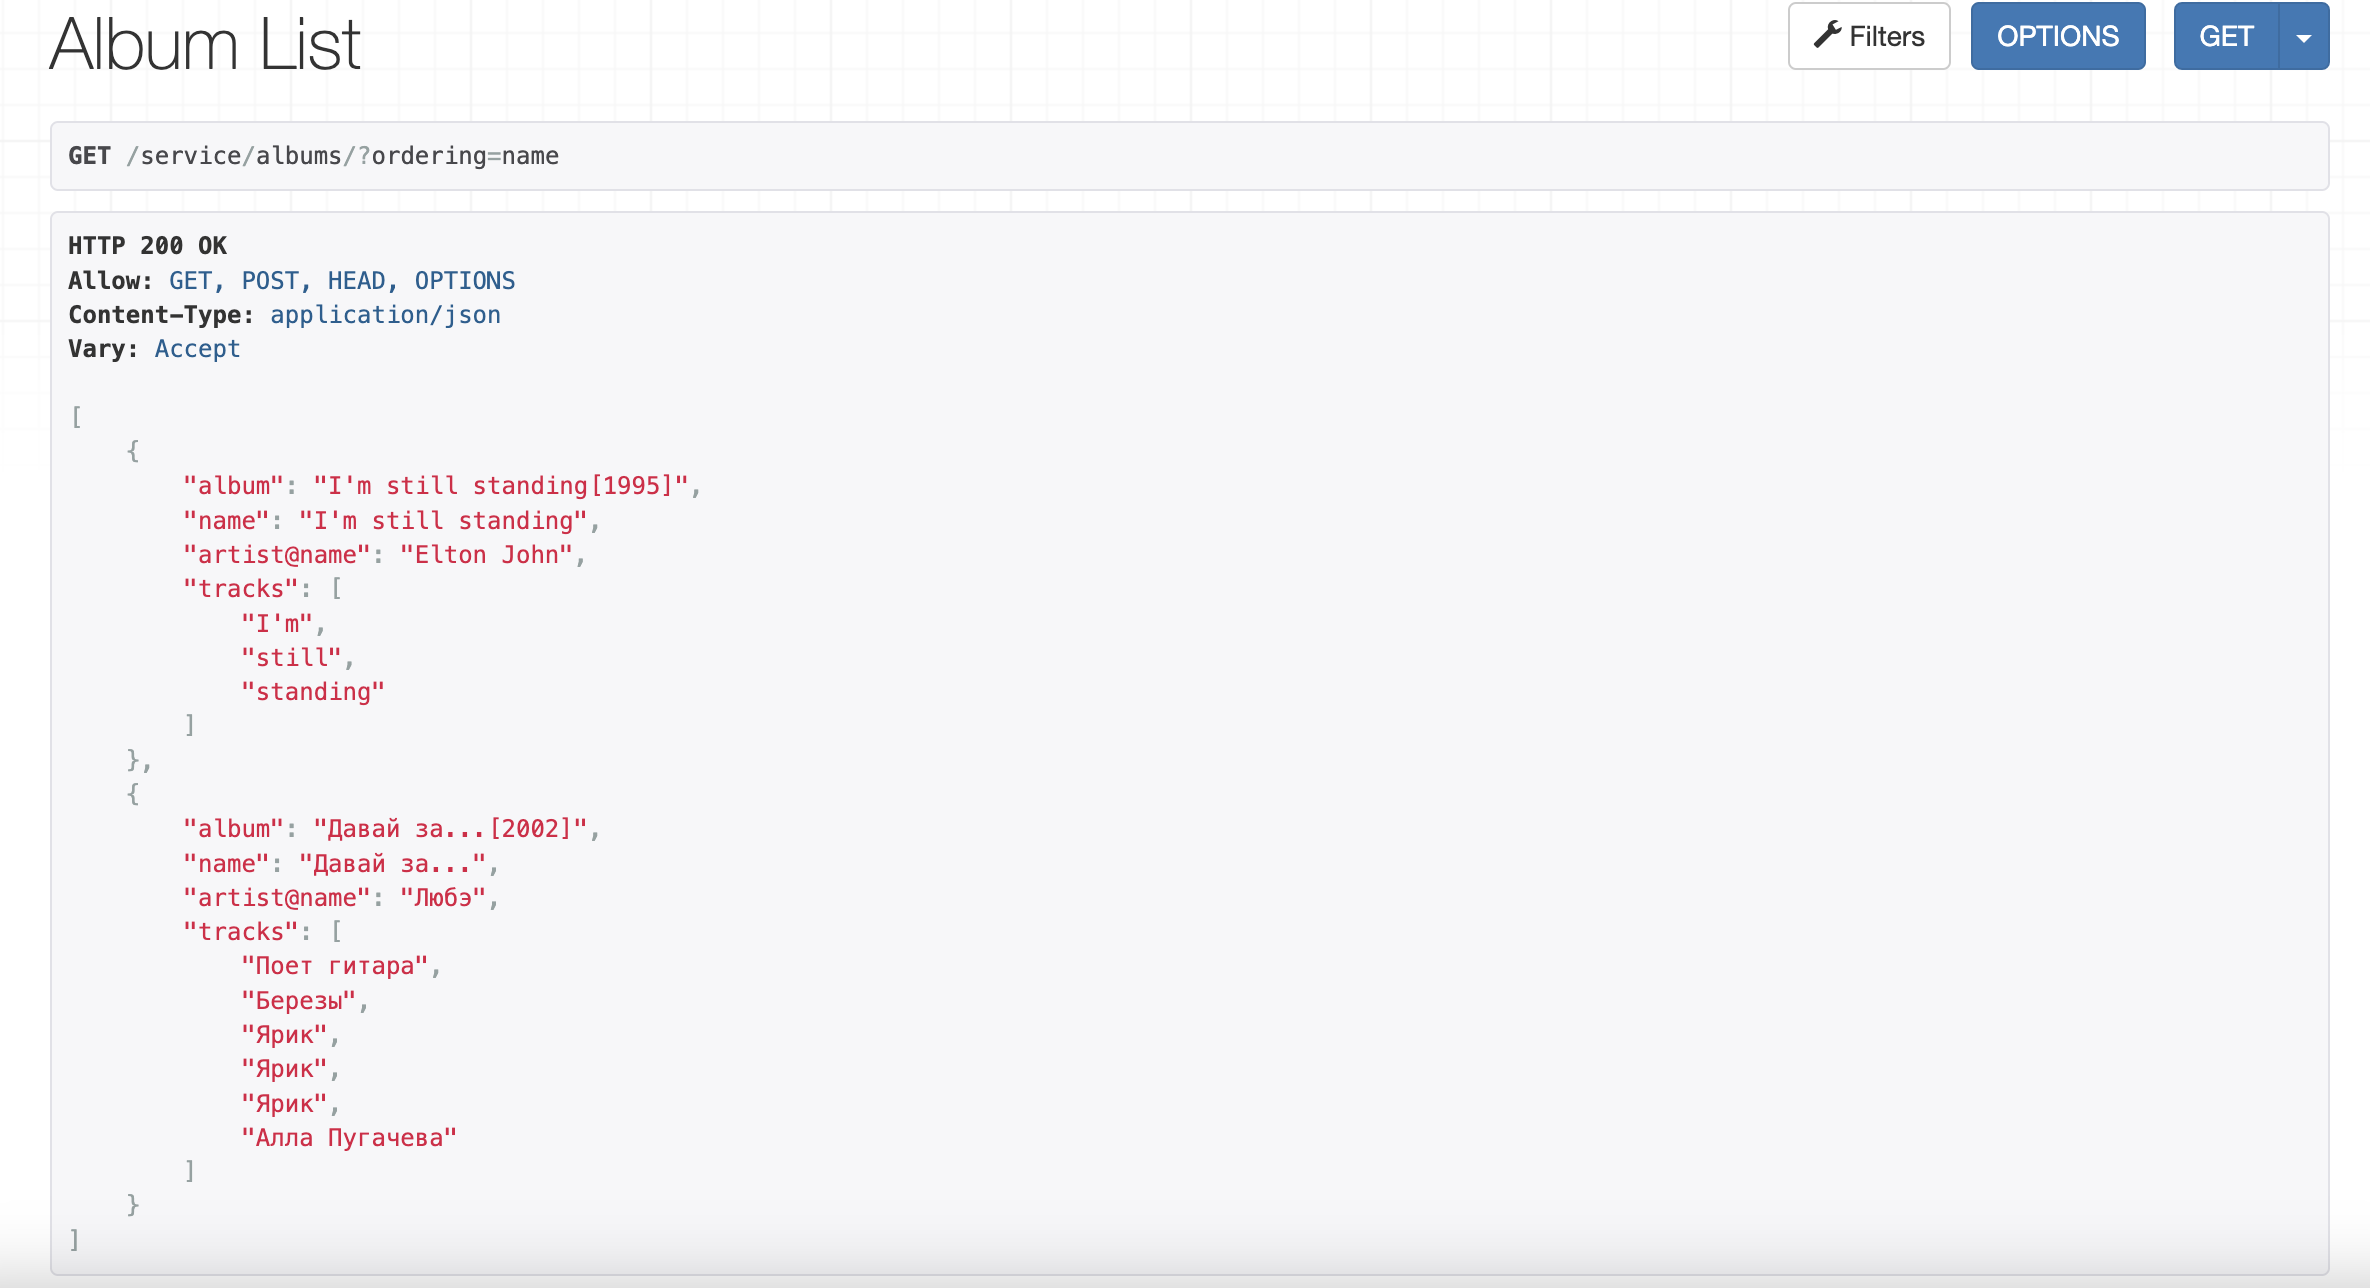 Album List
Filters
OPTIONS
GET
GET /service/albums/?ordering=name
HTTP 200 OK
Allow: GET, POST, HEAD, OPTIONS
Content-Type: application/json
Vary: Accept
[
{
"album": "I'm still standing[1995]",
"name": "I'm still standing",
"artist@name": "Elton John",
"tracks": [
"I'm",
"still",
"standing"
]
},
{
"album": "Давай за...[2002]",
"name": "Давай за...",
"artist@name": "Любэ",
"tracks": [
"Поет гитара",
"Березы",
"Ярик",
"Ярик",
"Ярик",
"Алла Пугачева"
]
}
]